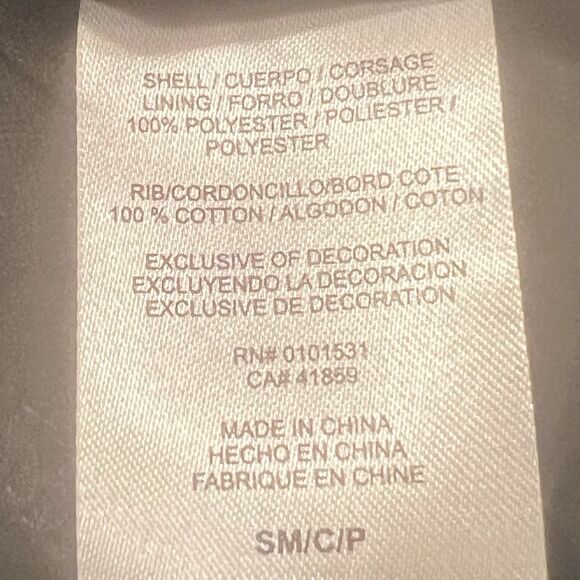 SHELL / CUERPO / CORSAGE
LINING / FORRO / DOUBLURE
100% POLYESTER / POLIESTER /
POLYESTER
RIB/CORDONCILLO/BORD COTE
100 % COTTON / ALGODON / COTON
EXCLUSIVE OF DECORATION
EXCLUYENDO LA DECORACION
EXCLUSIVE DE DECORATION
RN# 0101531
CA# 41859
MADE IN CHINA
HECHO EN CHINA
FABRIQUE EN CHINE
SM/C/P